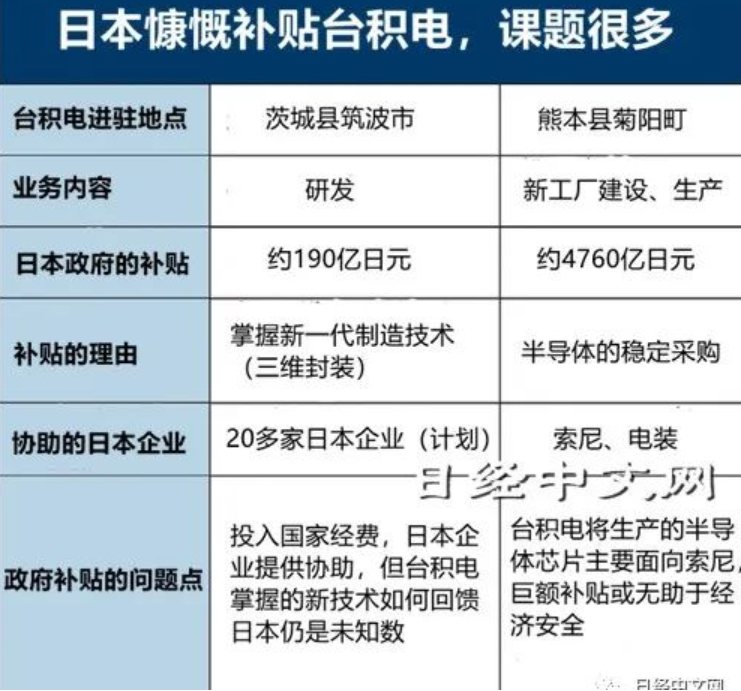 日本慷慨补贴台积电，课题很多
台积电进驻地点 茨城县筑波市 熊本县菊阳町
业务内容 研发 新工厂建设、生产
日本政府的补贴 约190亿日元 约4760亿日元
补贴的理由 掌握新一代制造技术
（三维封装） 半导体的稳定采购
协助的日本企业 20多家日本企业（计划） 索尼、电装
日经中文网
政府补贴的问题点 投入国家经费，日本企
业提供协助，但台积电
掌握的新技术如何回馈
日本仍是未知数
台积电将生产的半导
体芯片主要面向索尼，
巨额补贴或无助于经
济安全
日经中文网